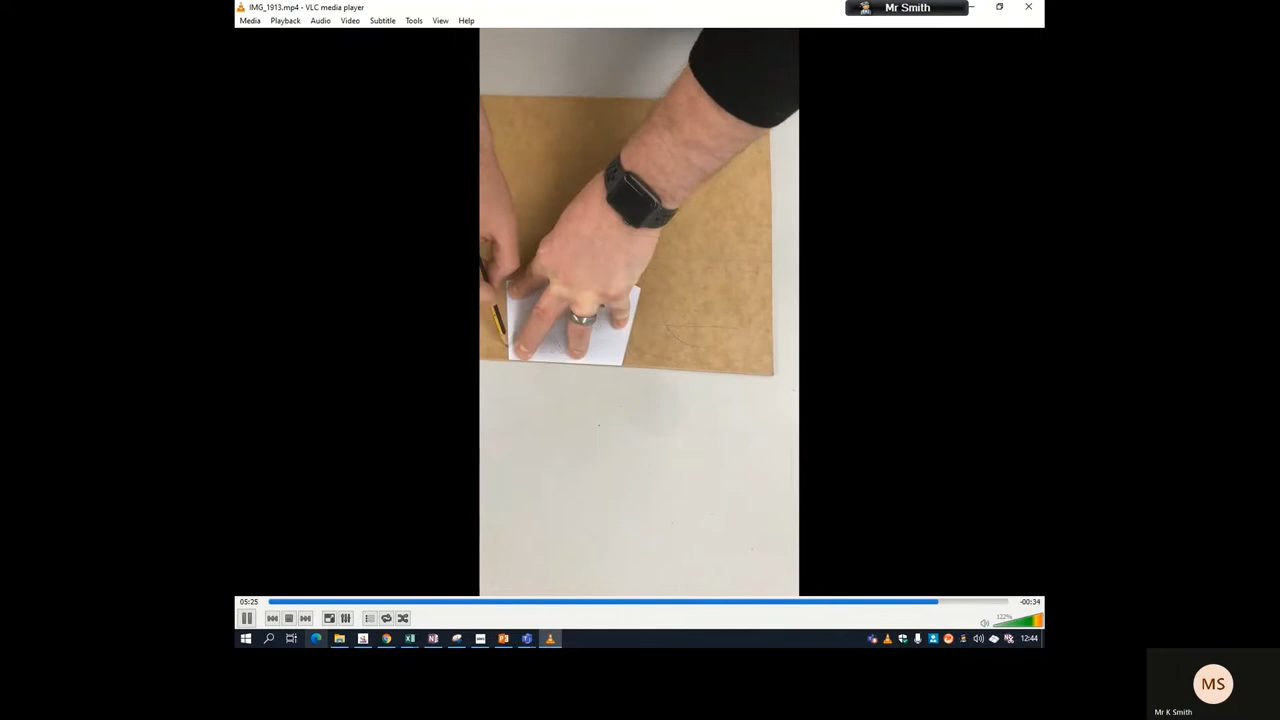 IMG_1913.mp4 - VLC media player
Mr Smith
Media Playback Audio Video Subtitle Tools View Help
05:25
-00:34
122%
12:44
MS
Mr K Smith